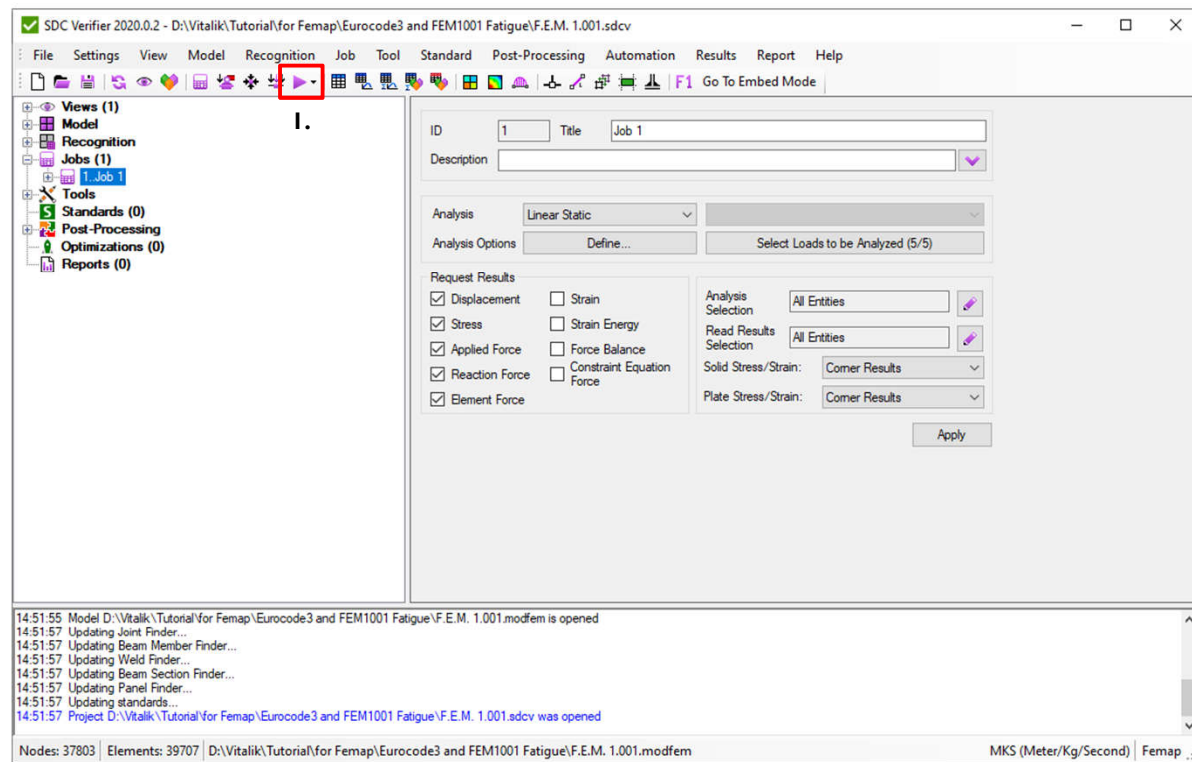 SDC Verifier 2020.0.2 - D:\Vitalik\Tutorial\for Femap\Eurocode3 and FEM1001 Fatigue\F.E.M. 1.001.sdcv
File Settings View Model Recognition Job Tool Standard Post-Processing Automation Results Report Help
F1 Go To Embed Mode
1.
Views (1)
Model
Recognition
Jobs (1)
1..Job 1
Tools
Standards (0)
Post-Processing
Optimizations (0)
Reports (0)
ID 1 Title Job 1
Description
Analysis Linear Static
Analysis Options Define... Select Loads to be Analyzed (5/5)
Request Results
Displacement Strain
Stress Strain Energy
Applied Force Force Balance
Reaction Force Constraint Equation Force
Element Force
Analysis Selection All Entities
Read Results Selection All Entities
Solid Stress/Strain: Corner Results
Plate Stress/Strain: Corner Results
Apply
14:51:55 Model D:\Vitalik\Tutorial\for Femap\Eurocode3 and FEM1001 Fatigue\F.E.M. 1.001.modfem is opened
14:51:57 Updating Joint Finder...
14:51:57 Updating Beam Member Finder...
14:51:57 Updating Weld Finder...
14:51:57 Updating Beam Section Finder...
14:51:57 Updating Panel Finder...
14:51:57 Updating standards...
14:51:57 Project D:\Vitalik\Tutorial\for Femap\Eurocode3 and FEM1001 Fatigue\F.E.M. 1.001.sdcv was opened
Nodes: 37803 Elements: 39707 D:\Vitalik\Tutorial\for Femap\Eurocode3 and FEM1001 Fatigue\F.E.M. 1.001.modfem MKS (Meter/Kg/Second) Femap